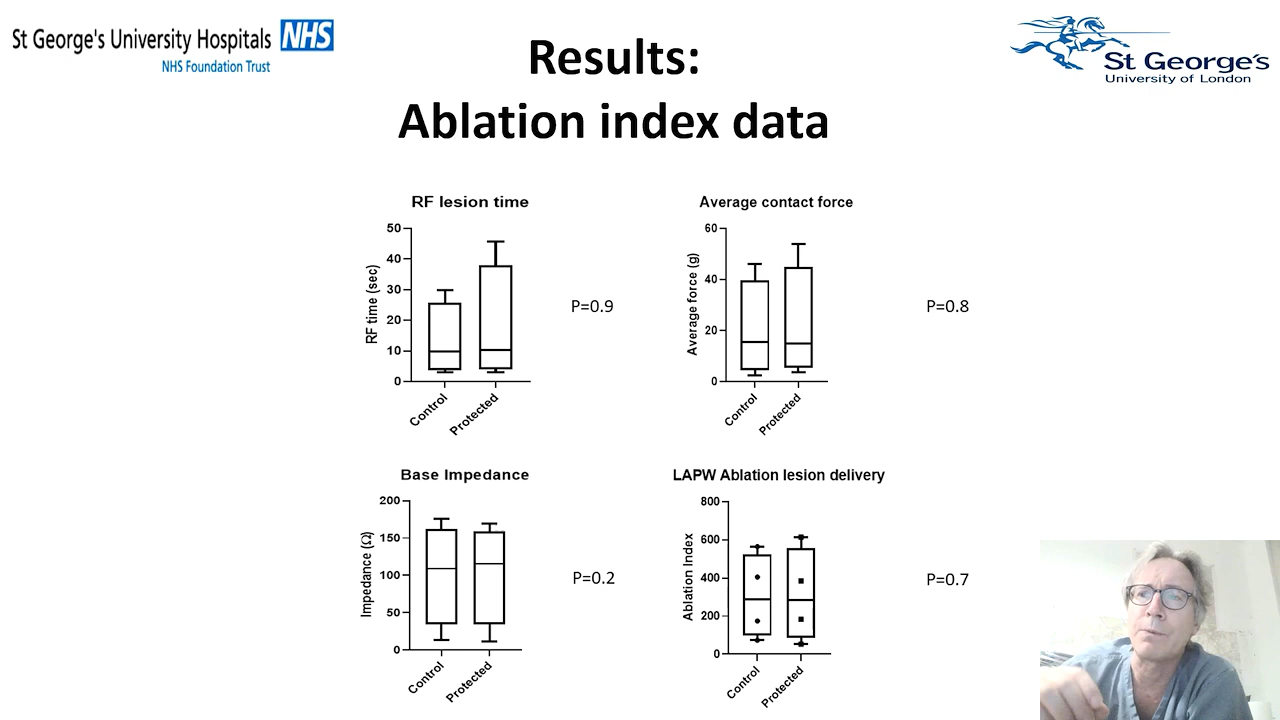 St George's University Hospitals NHS
NHS Foundation Trust
Results:
Ablation index data
St George's
University of London
RF lesion time
50
40
30
20
10
0
RF time (sec)
Control
Protected
P=0.9
Average contact force
60
40
20
0
Average force (g)
Control
Protected
P=0.8
Base Impedance
200
150
100
50
0
Impedance (Ω)
Control
Protected
P=0.2
LAPW Ablation lesion delivery
800
600
400
200
0
Ablation Index
Control
Protected
P=0.7